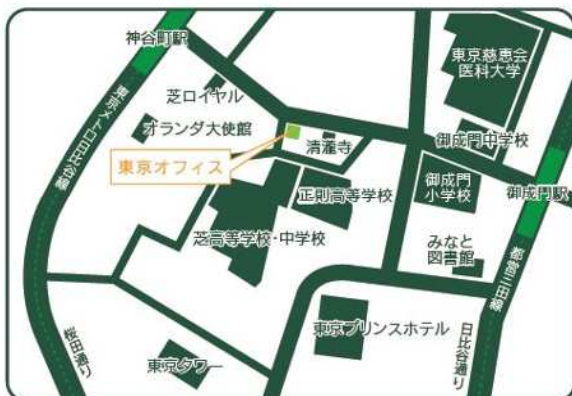 神谷町駅
東京慈恵会
医科大学
芝ロイヤル
オランダ大使館
東京メトロ日比谷線
清瀧寺
御成門中学校
東京オフィス
正則高等学校
御成門
小学校
御成門駅
芝高等学校・中学校
みなと
図書館
都営三田線
桜田通り
東京タワー
東京プリンスホテル
日比谷通り